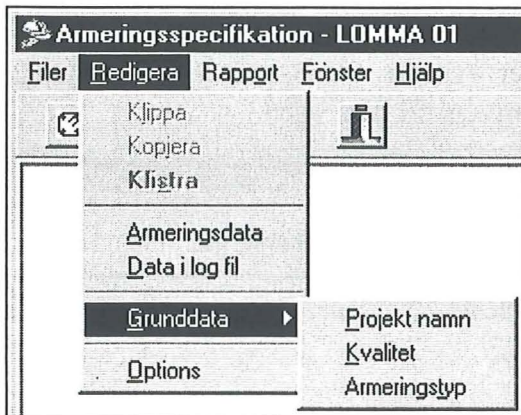 Armeringsspecifikation - LOMMA 01
Filer Redigera Rapport Fönster Hjälp
Klippa
Kopiera
Klistra
Armeringsdata
Data i log fil
Grunddata
Projekt namn
Kvalitet
Options
Armeringstyp